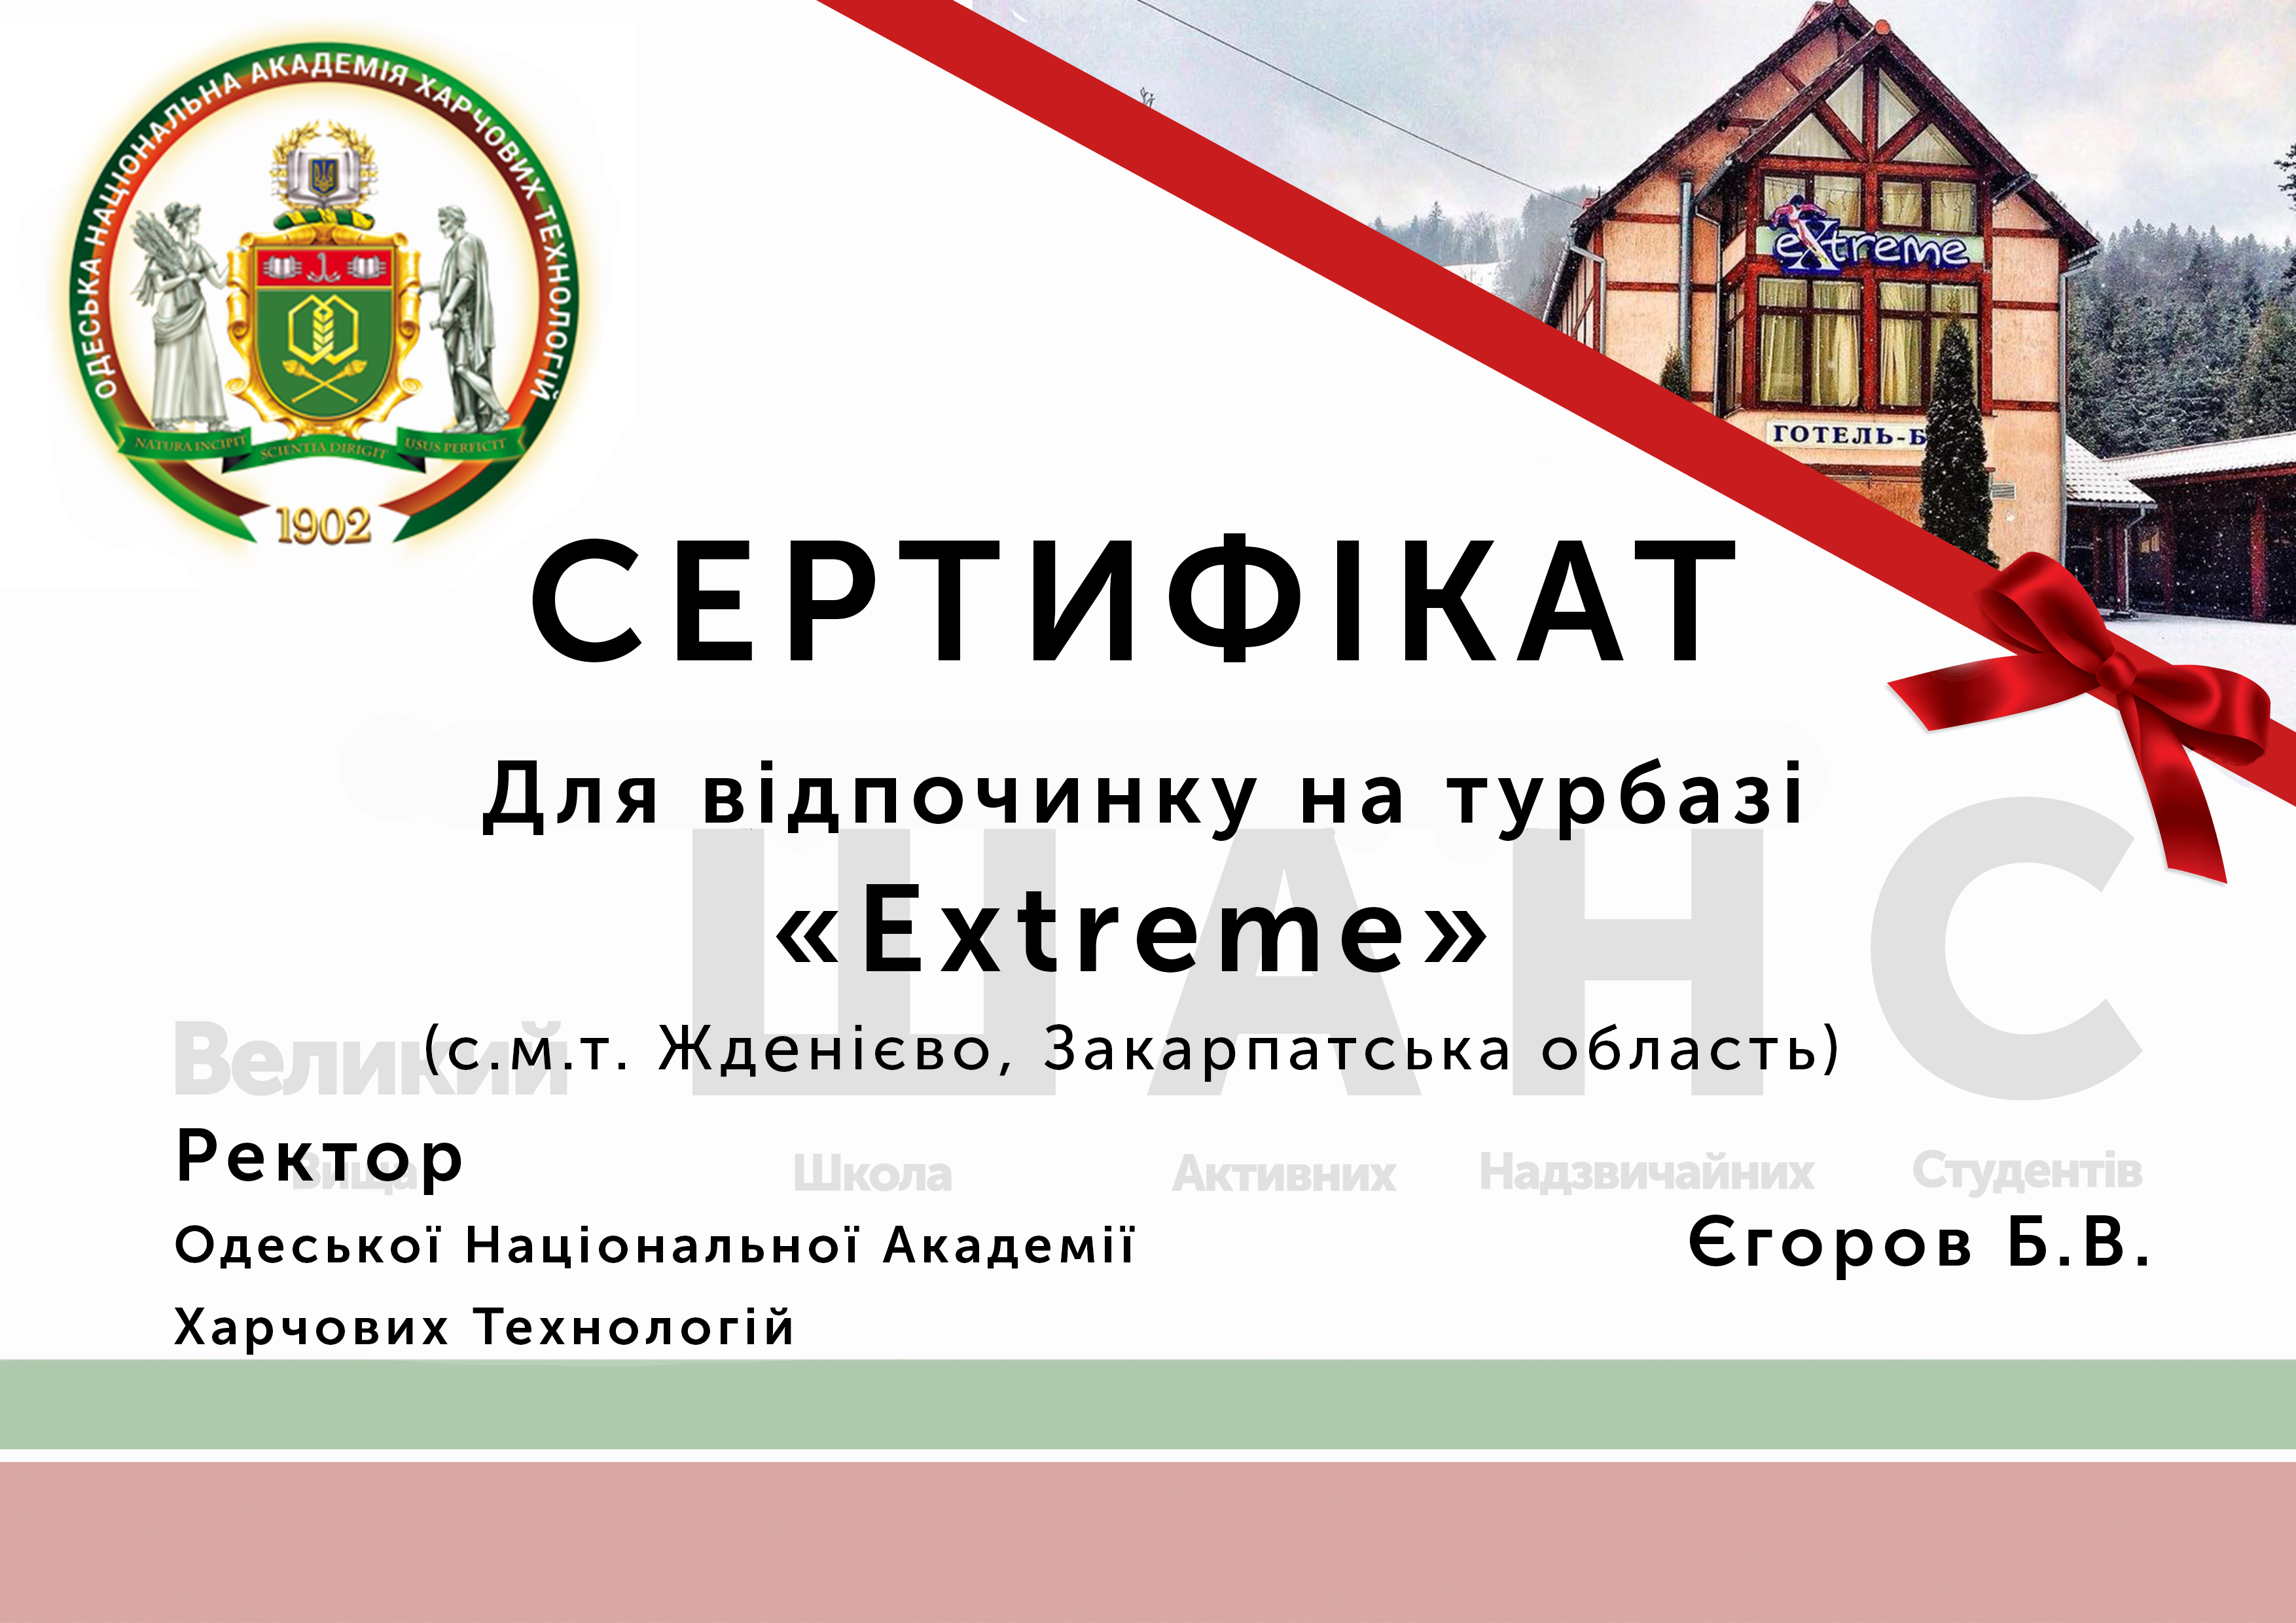 ОДЕСЬКА НАЦІОНАЛЬНА АКАДЕМІЯ ХАРЧОВИХ ТЕХНОЛОГІЙ
NATURA INCIPIT SCIENTIA DIRIGIT USUS PERFICIT
1902
eXtreme
ГОТЕЛЬ-Б
СЕРТИФІКАТ
Для відпочинку на турбазі
«Extreme»
ШАНС
Великий
(с.м.т. Жденієво, Закарпатська область)
Ректор
Вища Школа Активних Надзвичайних Студентів
Одеської Національної Академії
Харчових Технологій
Єгоров Б.В.